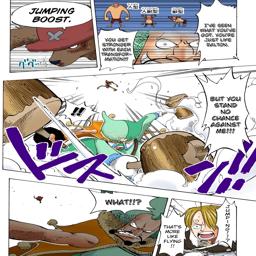 JUMPING
BOOST.
I'VE SEEN
WHAT YOU'VE
GOT. YOU'RE
JUST LIKE
DALTON.
YOU GET
STRONGER
WITH EACH
TRANSFOR-
MATION!!
BUT YOU
STAND
NO
CHANCE
AGAINST
ME!!!
WHAT!!?
JUMPING!?
THAT'S
MORE
LIKE
FLYING!!